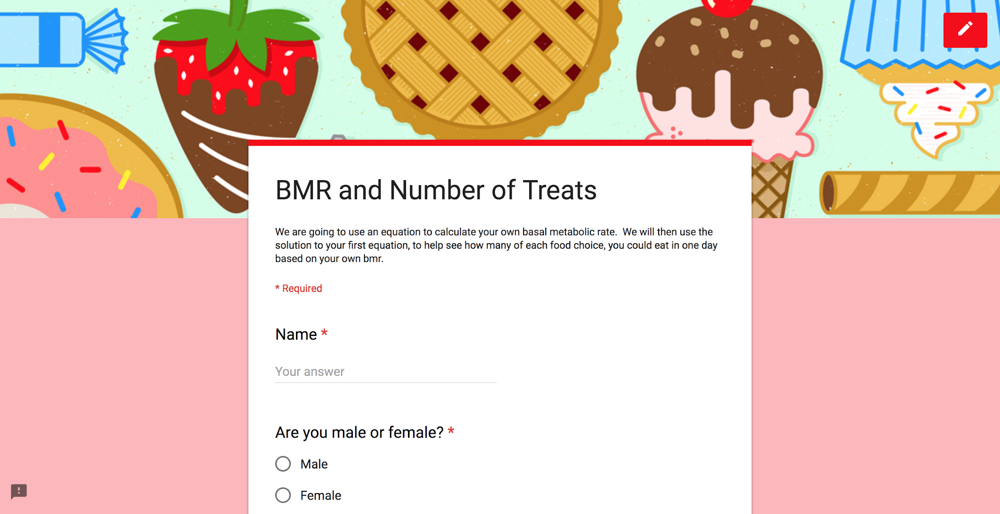 BMR and Number of Treats
We are going to use an equation to calculate your own basal metabolic rate.  We will then use the
solution to your first equation, to help see how many of each food choice, you could eat in one day
based on your own bmr.
* Required
Name *
Your answer
Are you male or female? *
Male
Female